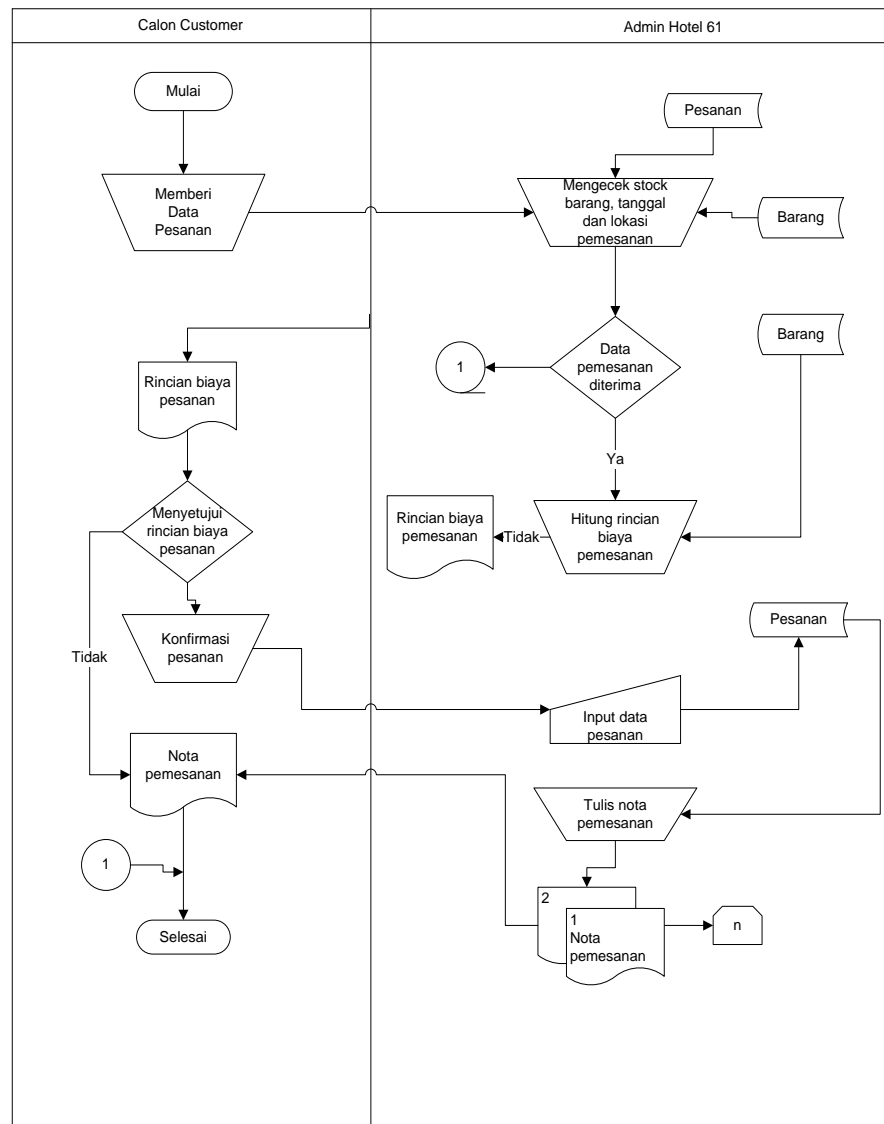 Calon Customer
Admin Hotel 61
Mulai
Pesanan
Memberi
Data
Pesanan
Mengecek stock
barang, tanggal
dan lokasi
pemesanan
Barang
Rincian biaya
pesanan
1
Data
pemesanan
diterima
Barang
Ya
Menyetujui
rincian biaya
pesanan
Rincian biaya
pemesanan
Tidak
Hitung rincian
biaya
pemesanan
Konfirmasi
pesanan
Tidak
Pesanan
Input data
pesanan
Nota
pemesanan
Tulis nota
pemesanan
1
2
1
Nota
pemesanan
n
Selesai